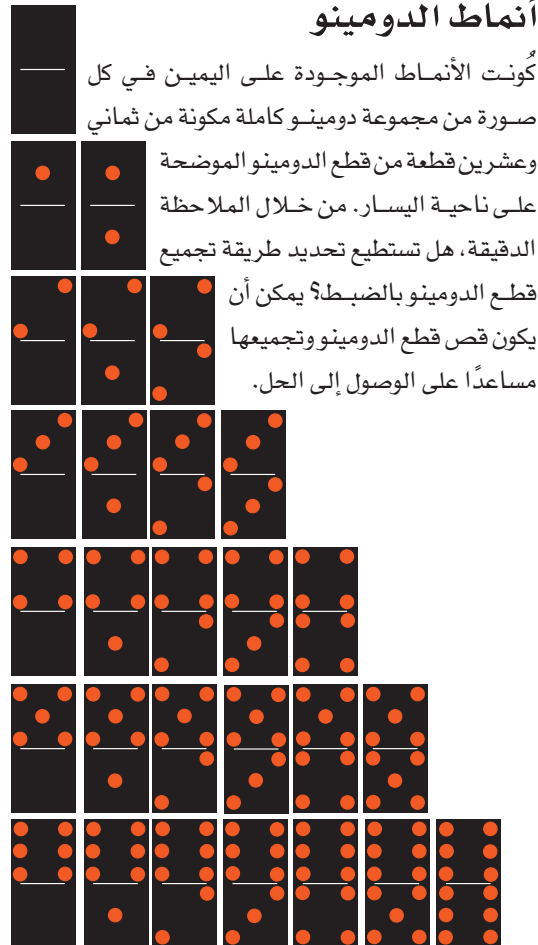 أنماط الدومينو
كُونت الأنماط الموجودة على اليمين في كل
صورة من مجموعة دومينو كاملة مكونة من ثماني
وعشرين قطعة من قطع الدومينو الموضحة
على ناحية اليسار. من خلال الملاحظة
الدقيقة، هل تستطيع تحديد طريقة تجميع
قطع الدومينو بالضبط؟ يمكن أن
يكون قص قطع الدومينو وتجميعها
مساعدًا على الوصول إلى الحل.